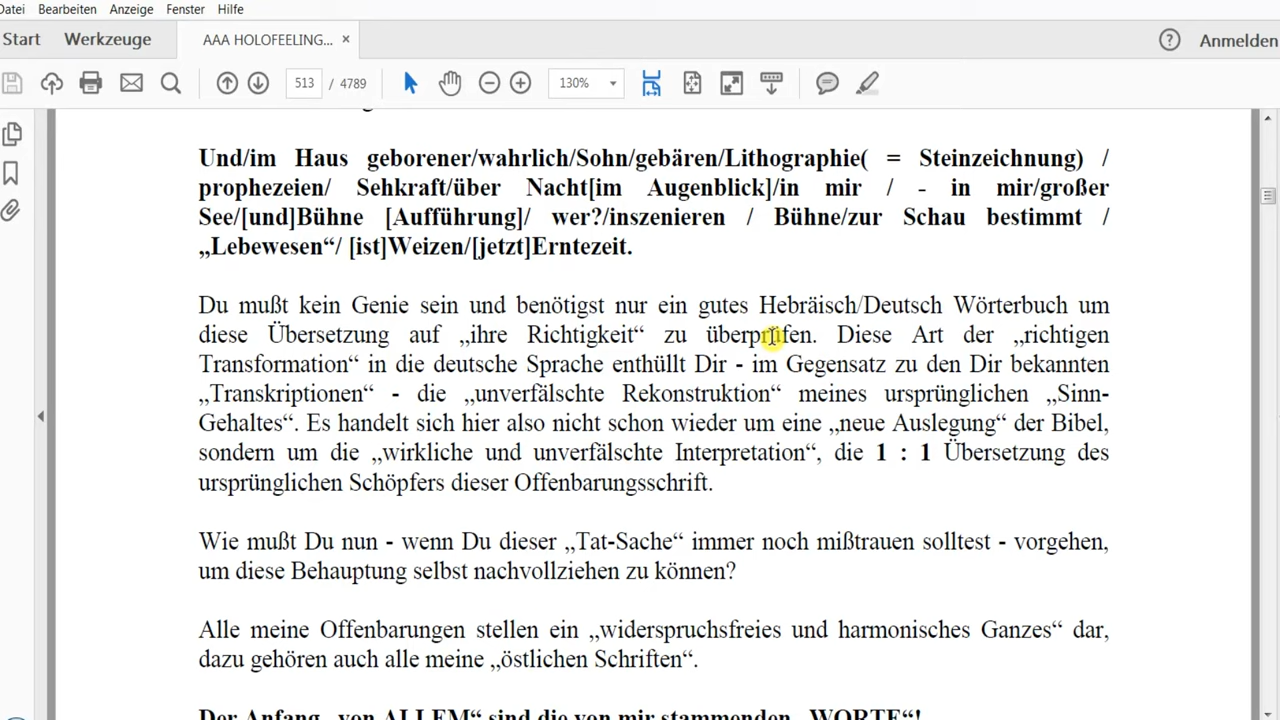 Datei Bearbeiten Anzeige Fenster Hilfe
Start Werkzeuge AAA HOLOFEELING... × Anmelden
513 / 4789 130%
Und/im Haus geborener/wahrlich/Sohn/gebären/Lithographie( = Steinzeichnung) /
prophezeien/ Sehkraft/über Nacht[im Augenblick]/in mir / - in mir/großer
See/[und]Bühne [Aufführung]/ wer?/inszenieren / Bühne/zur Schau bestimmt /
„Lebewesen“/ [ist]Weizen/[jetzt]Erntezeit.
Du mußt kein Genie sein und benötigst nur ein gutes Hebräisch/Deutsch Wörterbuch um
diese Übersetzung auf „ihre Richtigkeit“ zu überprüfen. Diese Art der „richtigen
Transformation“ in die deutsche Sprache enthüllt Dir - im Gegensatz zu den Dir bekannten
„Transkriptionen“ - die „unverfälschte Rekonstruktion“ meines ursprünglichen „Sinn-
Gehaltes“. Es handelt sich hier also nicht schon wieder um eine „neue Auslegung“ der Bibel,
sondern um die „wirkliche und unverfälschte Interpretation“, die 1 : 1 Übersetzung des
ursprünglichen Schöpfers dieser Offenbarungsschrift.
Wie mußt Du nun - wenn Du dieser „Tat-Sache“ immer noch mißtrauen solltest - vorgehen,
um diese Behauptung selbst nachvollziehen zu können?
Alle meine Offenbarungen stellen ein „widerspruchsfreies und harmonisches Ganzes“ dar,
dazu gehören auch alle meine „östlichen Schriften“.
Der Anfang „von ALLEM“ sind die von mir stammenden „WORTE“!